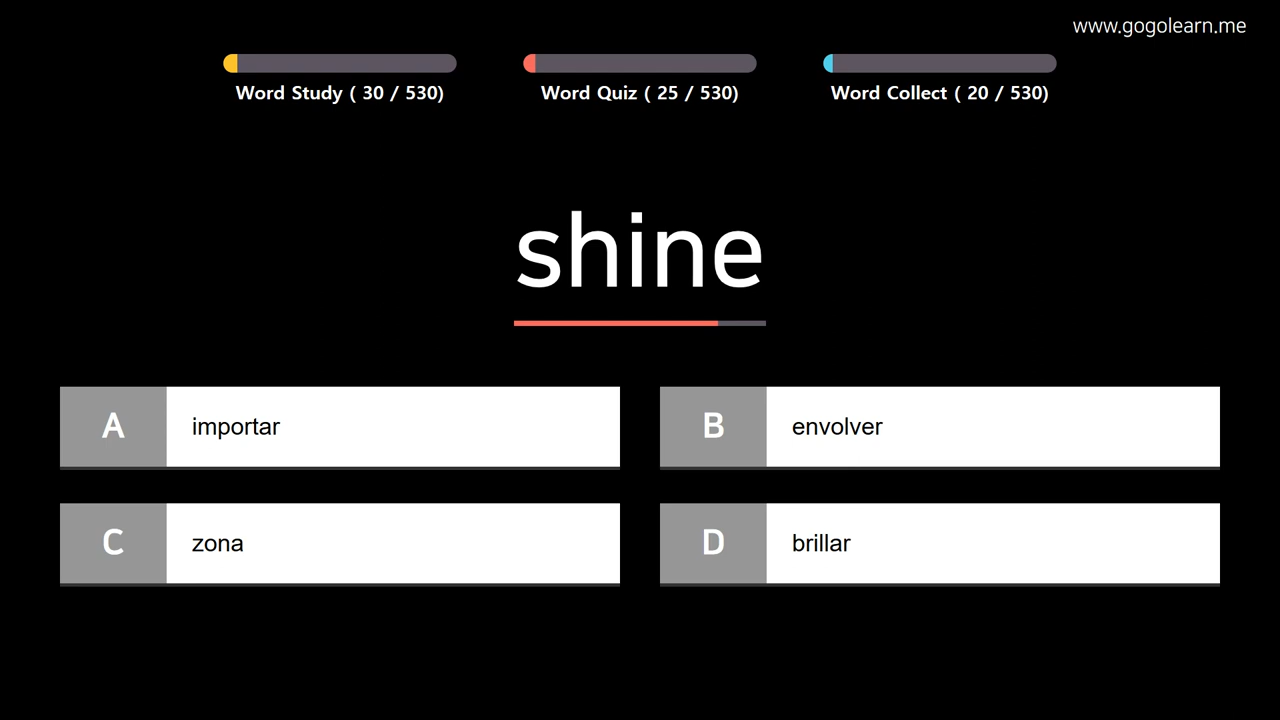 www.gogolearn.me
Word Study ( 30 / 530)
Word Quiz ( 25 / 530)
Word Collect ( 20 / 530)
shine
A importar
B envolver
C zona
D brillar